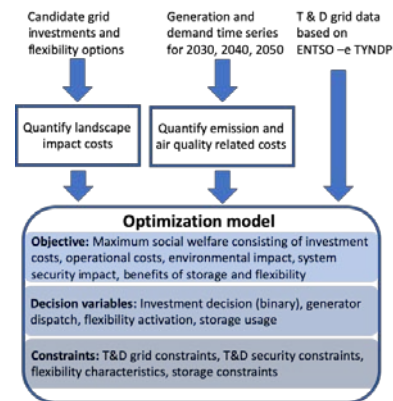 Candidate grid
investments and
flexibility options
Generation and
demand time series
for 2030, 2040, 2050
T & D grid data
based on
ENTSO –e TYNDP
Quantify landscape
impact costs
Quantify emission and
air quality related costs
Optimization model
Objective: Maximum social welfare consisting of investment
costs, operational costs, environmental impact, system
security impact, benefits of storage and flexibility
Decision variables: Investment decision (binary), generator
dispatch, flexibility activation, storage usage
Constraints: T&D grid constraints, T&D security constraints,
flexibility characteristics, storage constraints